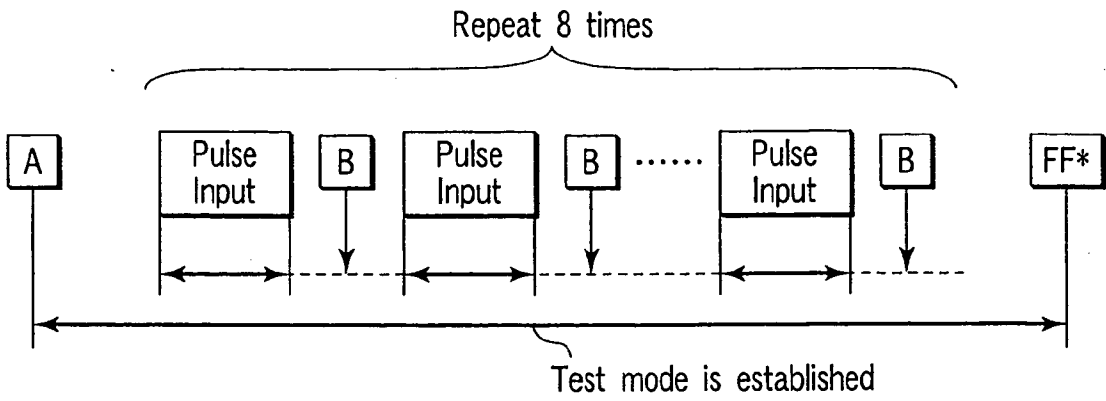 Repeat 8 times
A
Pulse
Input
B
Pulse
Input
B
......
Pulse
Input
B
FF*
Test mode is established